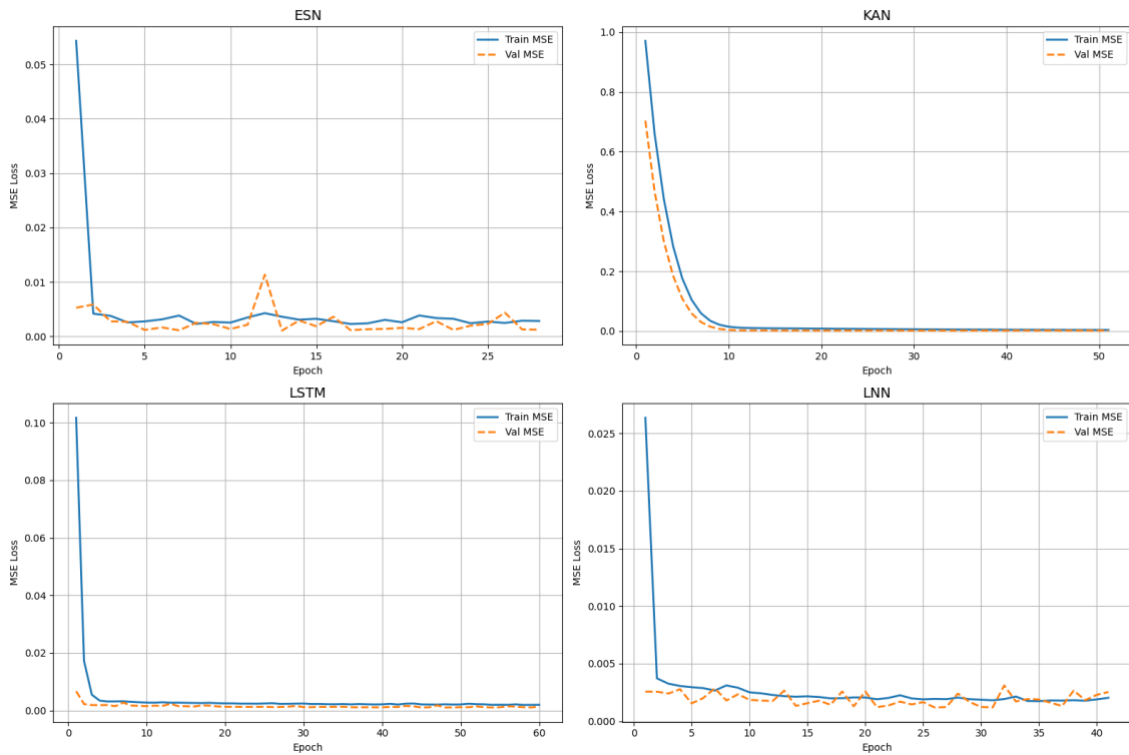 ESN
Train MSE
Val MSE
0.05
0.04
0.03
0.02
0.01
0.00
MSE Loss
0 5 10 15 20 25
Epoch
KAN
Train MSE
Val MSE
1.0
0.8
0.6
0.4
0.2
0.0
MSE Loss
0 10 20 30 40 50
Epoch
LSTM
Train MSE
Val MSE
0.10
0.08
0.06
0.04
0.02
0.00
MSE Loss
0 10 20 30 40 50 60
Epoch
LNN
Train MSE
Val MSE
0.025
0.020
0.015
0.010
0.005
0.000
MSE Loss
0 5 10 15 20 25 30 35 40
Epoch